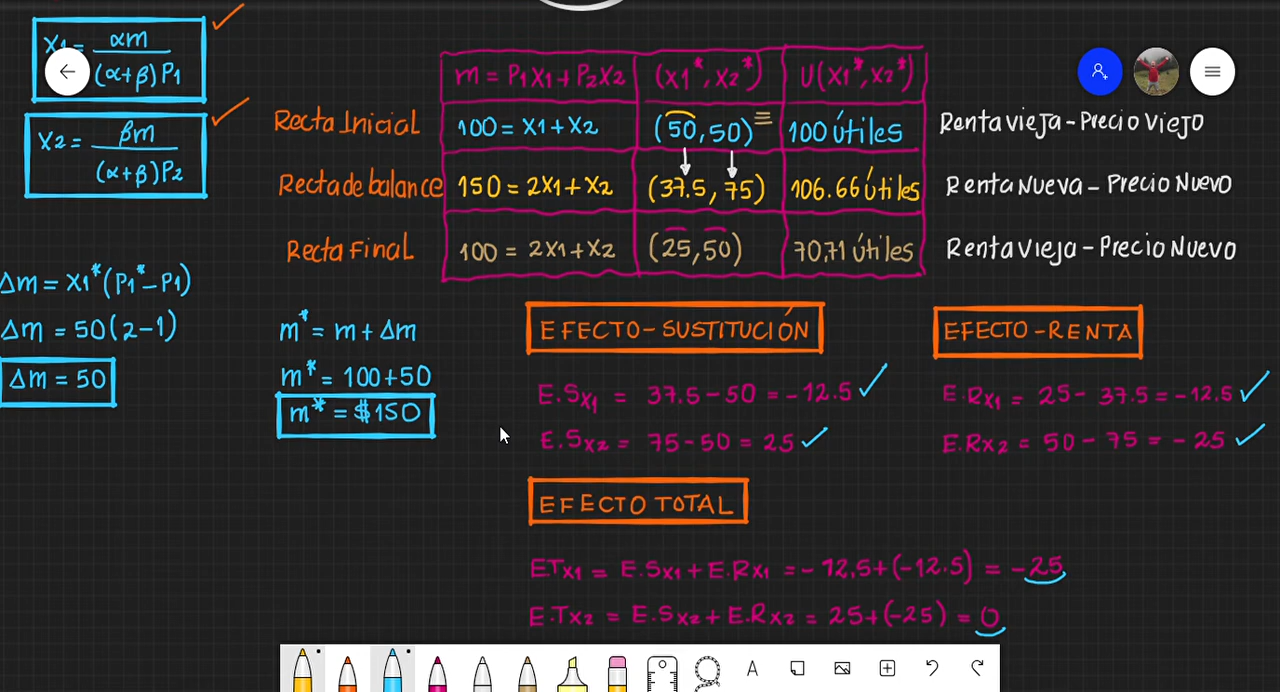 X1 = αm / (α+β)P1
X2 = βm / (α+β)P2
m = P1X1 + P2X2 (X1*, X2*) U(X1*, X2*)
Recta Inicial 100 = X1 + X2 (50, 50) ≡ 100 útiles Renta Vieja - Precio Viejo
Recta de balance 150 = 2X1 + X2 (37.5, 75) 106.66 útiles Renta Nueva - Precio Nuevo
Recta Final 100 = 2X1 + X2 (25, 50) 70,71 útiles Renta Vieja - Precio Nuevo
Δm = X1*(P1* - P1)
Δm = 50(2-1)
Δm = 50
m* = m + Δm
m* = 100+50
m* = $150
EFECTO-SUSTITUCIÓN
E.Sx1 = 37.5 - 50 = -12.5
E.Sx2 = 75 - 50 = 25
EFECTO-RENTA
E.Rx1 = 25 - 37.5 = -12.5
E.Rx2 = 50 - 75 = -25
EFECTO TOTAL
ETx1 = E.Sx1 + E.Rx1 = -12.5+(-12.5) = -25
E.Tx2 = E.Sx2 + E.Rx2 = 25+(-25) = 0
A